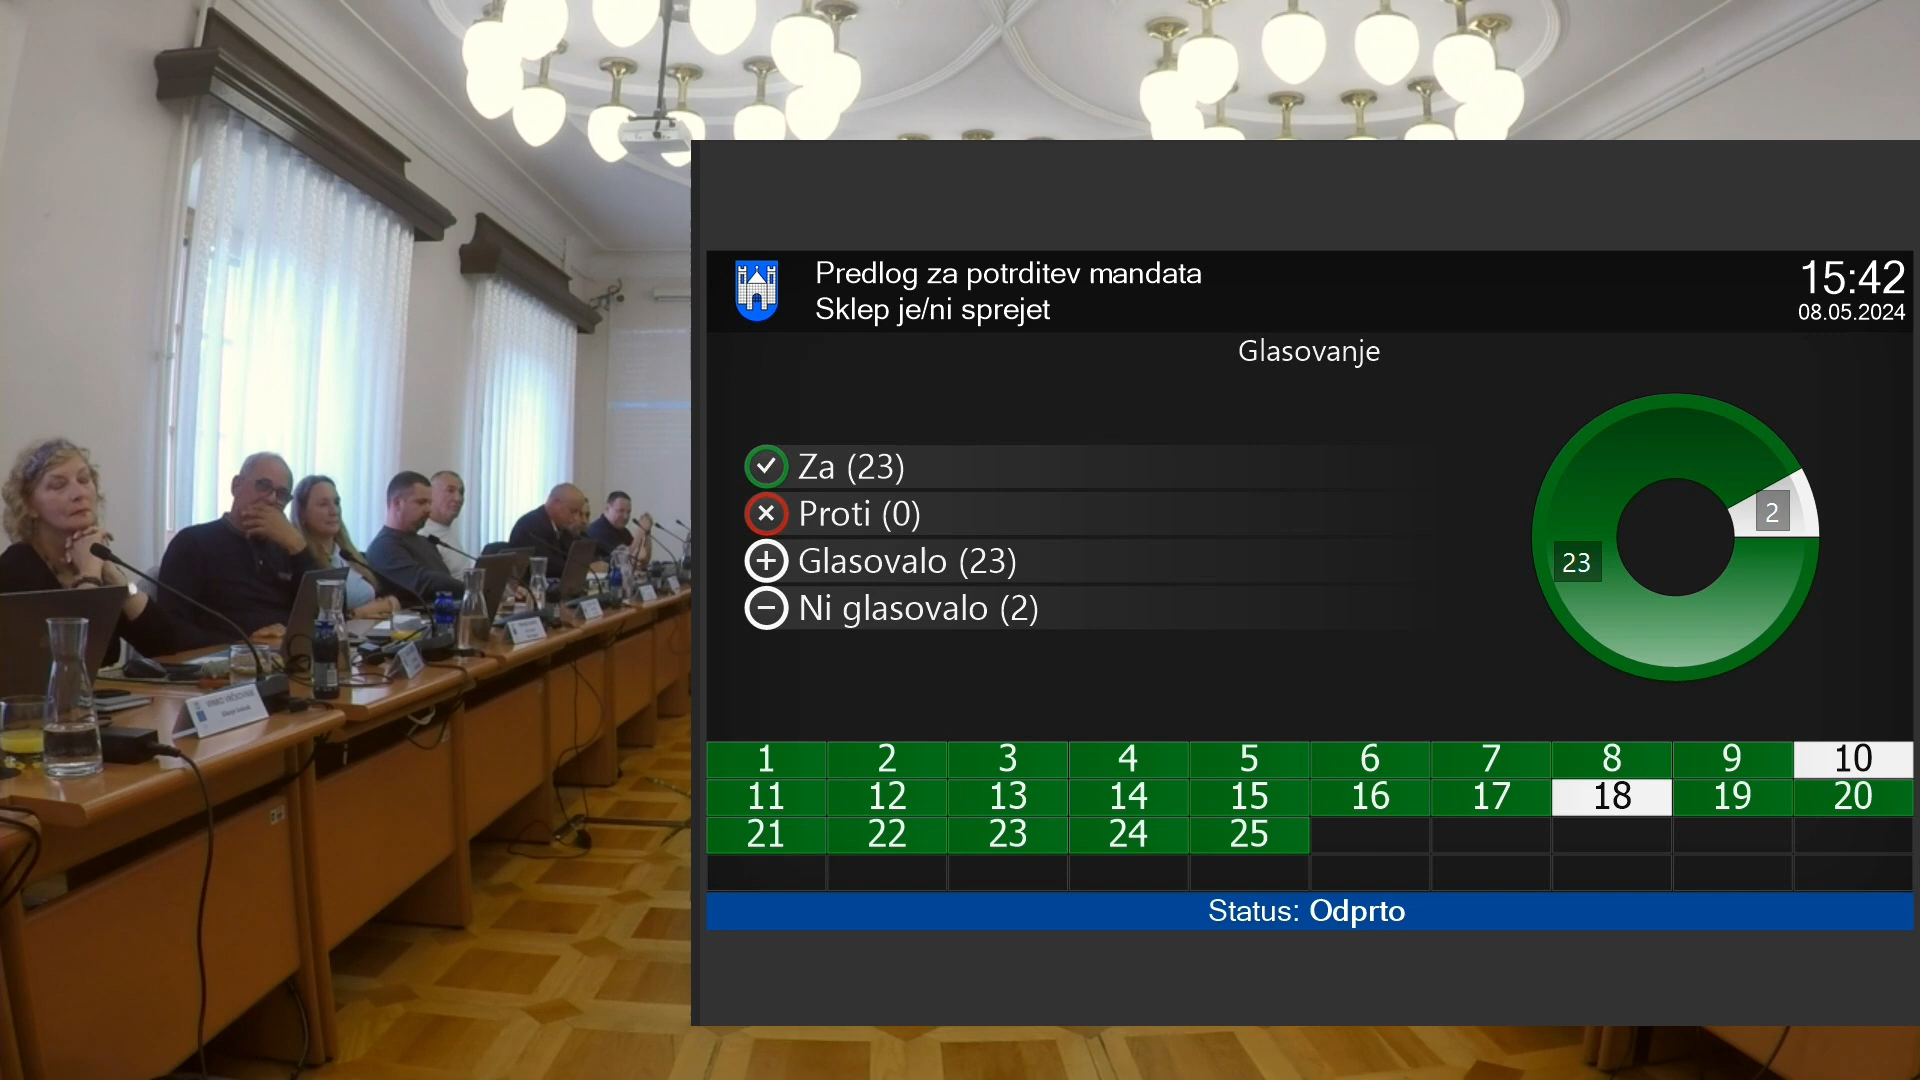 Predlog za potrditev mandata
Sklep je/ni sprejet
15:42
08.05.2024
Glasovanje
Za (23)
Proti (0)
Glasovalo (23)
Ni glasovalo (2)
23
2
1 2 3 4 5 6 7 8 9 10
11 12 13 14 15 16 17 18 19 20
21 22 23 24 25
Status: Odprto